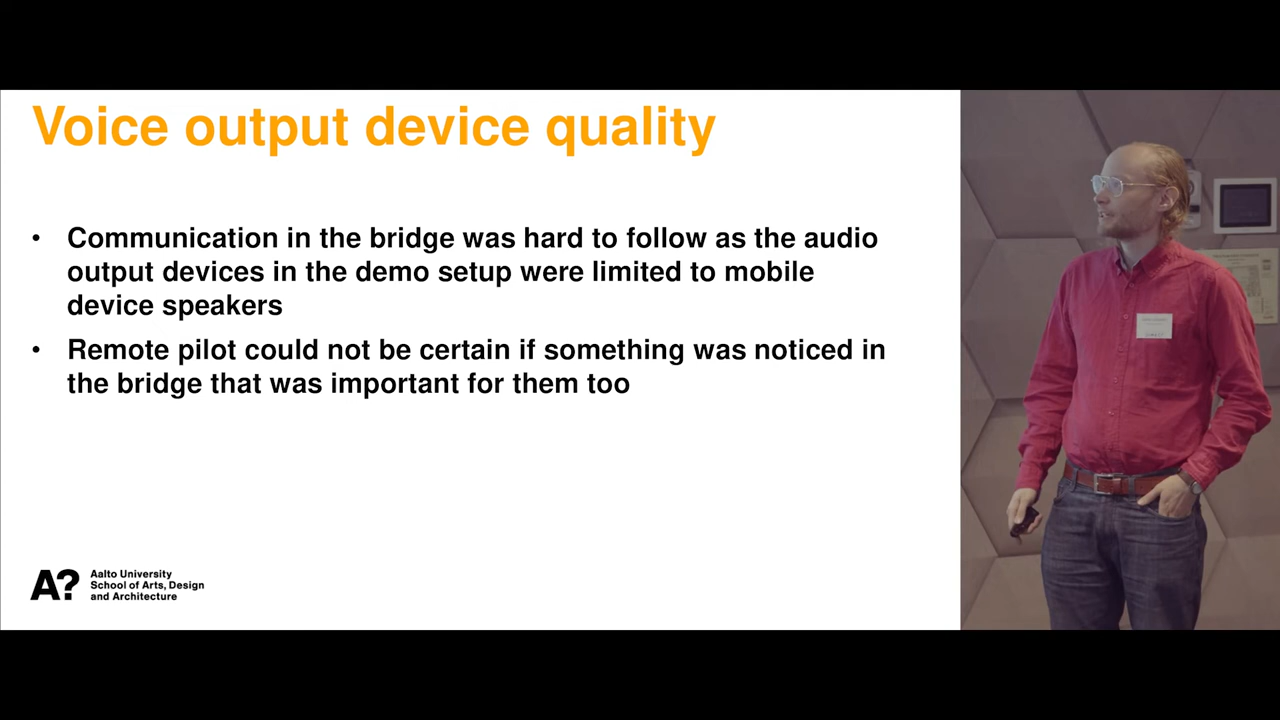 Voice output device quality
• Communication in the bridge was hard to follow as the audio
output devices in the demo setup were limited to mobile
device speakers
• Remote pilot could not be certain if something was noticed in
the bridge that was important for them too
A?
Aalto University
School of Arts, Design
and Architecture